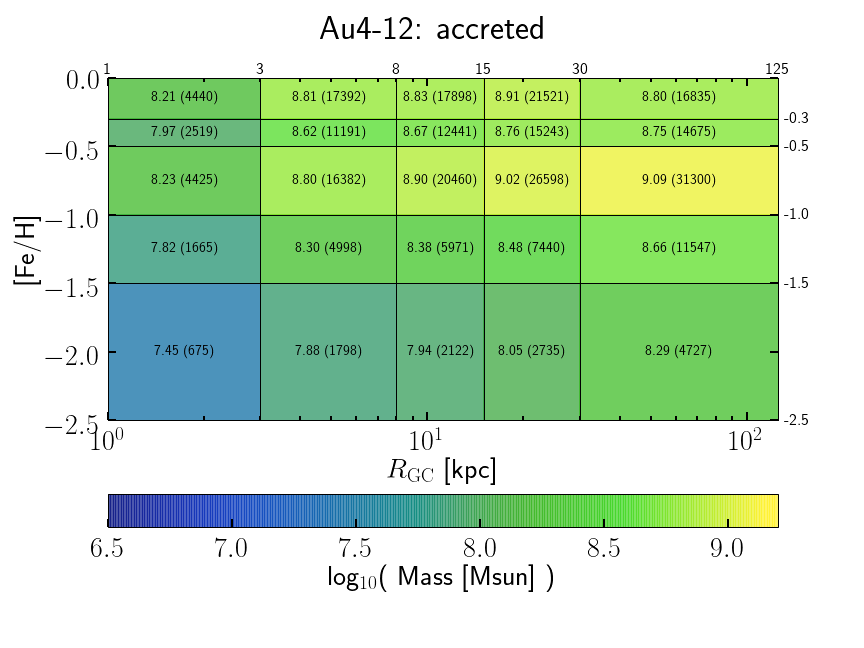 Au4-12: accreted
1 3 8 15 30 125
0.0
8.21 (4440) 8.81 (17392) 8.83 (17898) 8.91 (21521) 8.80 (16835)
-0.3
7.97 (2519) 8.62 (11191) 8.67 (12441) 8.76 (15243) 8.75 (14675)
−0.5 -0.5
8.23 (4425) 8.80 (16382) 8.90 (20460) 9.02 (26598) 9.09 (31300)
−1.0 -1.0
[Fe/H]
7.82 (1665) 8.30 (4998) 8.38 (5971) 8.48 (7440) 8.66 (11547)
−1.5 -1.5
−2.0 7.45 (675) 7.88 (1798) 7.94 (2122) 8.05 (2735) 8.29 (4727)
−2.5 -2.5
10⁰ 10¹ 10²
R_GC [kpc]
6.5 7.0 7.5 8.0 8.5 9.0
log₁₀( Mass [Msun] )